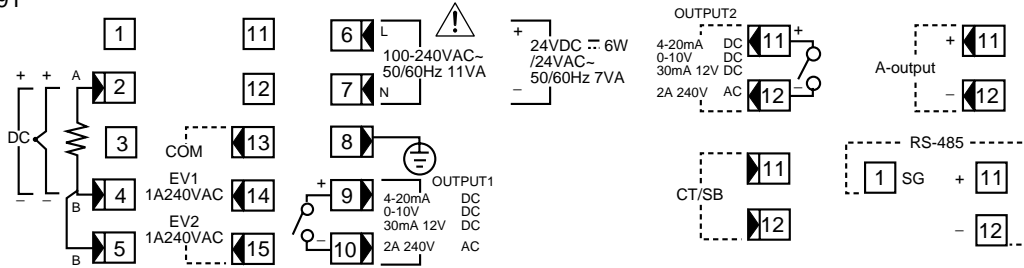 1
2
3
4
5
+ +
A
DC
− −
B
B
11
12
13
14
15
COM
EV1
1A240VAC
EV2
1A240VAC
6
7
8
9
10
L
100-240VAC~
50/60Hz 11VA
N
+
−
OUTPUT1
4-20mA DC
0-10V DC
30mA 12V DC
2A 240V AC
+
24VDC ⎓ 6W
/24VAC~
50/60Hz 7VA
−
OUTPUT2
4-20mA DC
0-10V DC
30mA 12V DC
2A 240V AC
11
12
+
−
CT/SB
11
12
A-output
+ 11
− 12
RS-485
1 SG + 11
− 12